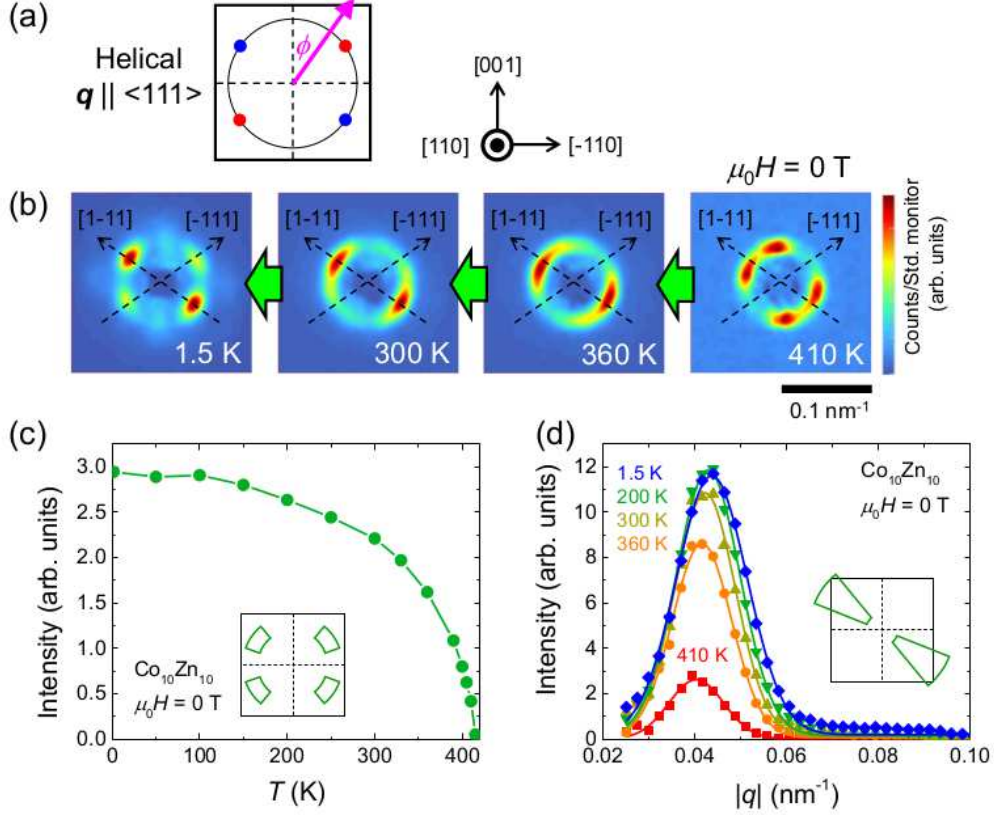 (a)
Helical
q || <111>
ϕ
[001]
[110]
[-110]
μ₀H = 0 T
(b)
[1-11] [-111]
1.5 K
[1-11] [-111]
300 K
[1-11] [-111]
360 K
[1-11] [-111]
410 K
Counts/Std. monitor
(arb. units)
0.1 nm⁻¹
(c)
Intensity (arb. units)
3.0
2.5
2.0
1.5
1.0
0.5
0.0
Co₁₀Zn₁₀
μ₀H = 0 T
0 100 200 300 400
T (K)
(d)
Intensity (arb. units)
12
10
8
6
4
2
0
1.5 K
200 K
300 K
360 K
410 K
Co₁₀Zn₁₀
μ₀H = 0 T
0.02 0.04 0.06 0.08 0.10
|q| (nm⁻¹)